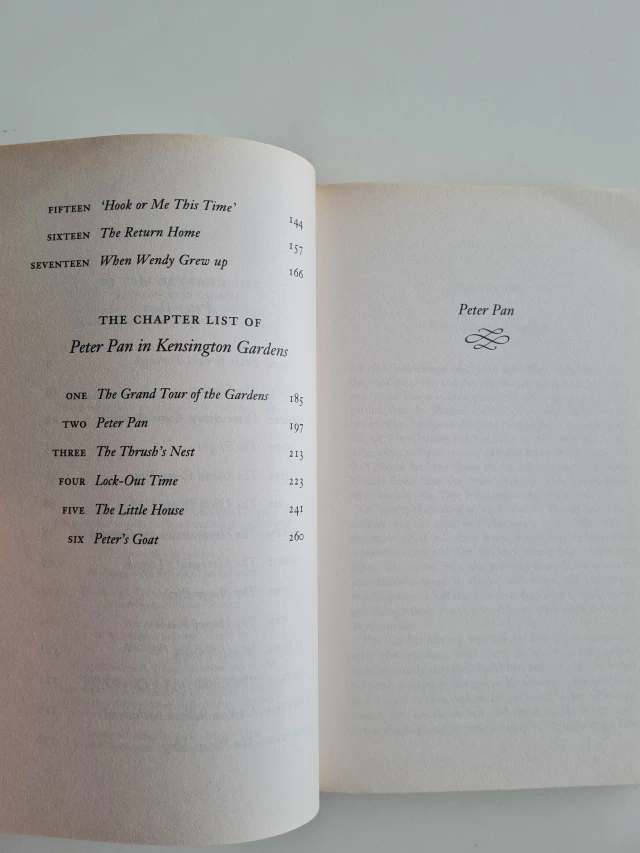 FIFTEEN 'Hook or Me This Time' 144
SIXTEEN The Return Home 157
SEVENTEEN When Wendy Grew up 166
THE CHAPTER LIST OF
Peter Pan in Kensington Gardens
ONE The Grand Tour of the Gardens 185
TWO Peter Pan 197
THREE The Thrush's Nest 213
FOUR Lock-Out Time 223
FIVE The Little House 241
SIX Peter's Goat 260
Peter Pan